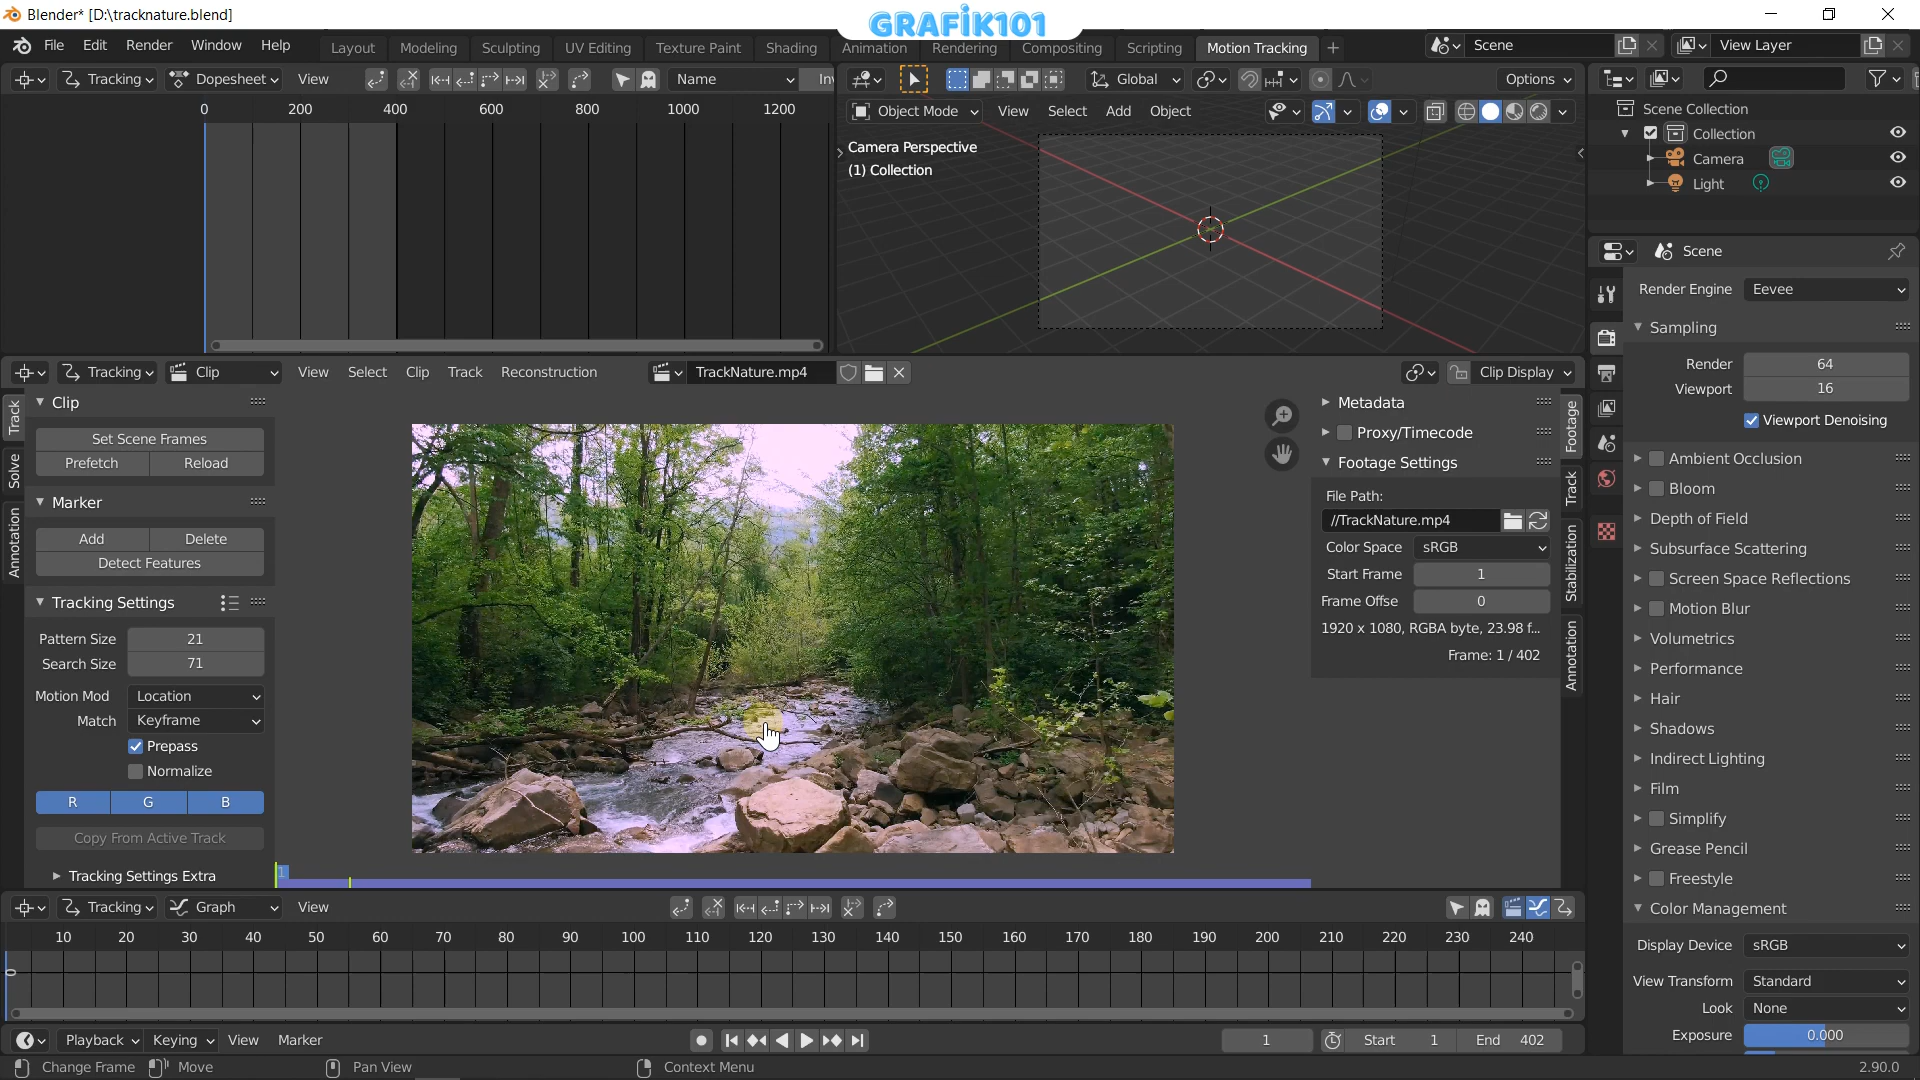 Blender* [D:\tracknature.blend]
GRAFİK101
File Edit Render Window Help Layout Modeling Sculpting UV Editing Texture Paint Shading Animation Rendering Compositing Scripting Motion Tracking + Scene View Layer
Tracking Dopesheet View Name Inv
0 200 400 600 800 1000 1200
Global Options
Object Mode View Select Add Object
Camera Perspective
(1) Collection
Scene Collection
Collection
Camera
Light
Scene
Render Engine Eevee
Sampling
Render 64
Viewport 16
Viewport Denoising
Ambient Occlusion
Bloom
Depth of Field
Subsurface Scattering
Screen Space Reflections
Motion Blur
Volumetrics
Performance
Hair
Shadows
Indirect Lighting
Film
Simplify
Grease Pencil
Freestyle
Color Management
Display Device sRGB
View Transform Standard
Look None
Exposure 0.000
Tracking Clip View Select Clip Track Reconstruction TrackNature.mp4 Clip Display
Track
Solve
Annotation
Clip
Set Scene Frames
Prefetch Reload
Marker
Add Delete
Detect Features
Tracking Settings
Pattern Size 21
Search Size 71
Motion Mod Location
Match Keyframe
Prepass
Normalize
R G B
Copy From Active Track
Tracking Settings Extra
1
Metadata
Proxy/Timecode
Footage Settings
File Path:
//TrackNature.mp4
Color Space sRGB
Start Frame 1
Frame Offse 0
1920 x 1080, RGBA byte, 23.98 f...
Frame: 1 / 402
Footage
Track
Stabilization
Annotation
Tracking Graph View
10 20 30 40 50 60 70 80 90 100 110 120 130 140 150 160 170 180 190 200 210 220 230 240
0
Playback Keying View Marker 1 Start 1 End 402
Change Frame Move Pan View Context Menu 2.90.0